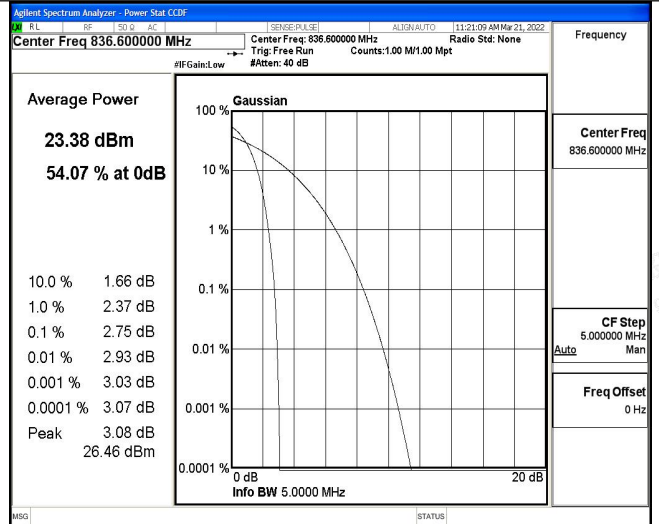 Agilent Spectrum Analyzer - Power Stat CCDF
RL RF 50 Ω AC SENSE:PULSE ALIGN AUTO 11:21:09 AM Mar 21, 2022
Center Freq 836.600000 MHz
Center Freq: 836.600000 MHz Radio Std: None
Trig: Free Run Counts:1.00 M/1.00 Mpt
#IFGain:Low #Atten: 40 dB
Frequency
Center Freq
836.600000 MHz
CF Step
5.000000 MHz
Auto Man
Freq Offset
0 Hz
Average Power
23.38 dBm
54.07 % at 0dB
10.0 % 1.66 dB
1.0 % 2.37 dB
0.1 % 2.75 dB
0.01 % 2.93 dB
0.001 % 3.03 dB
0.0001 % 3.07 dB
Peak 3.08 dB
26.46 dBm
Gaussian
100 %
10 %
1 %
0.1 %
0.01 %
0.001 %
0.0001 %
0 dB 20 dB
Info BW 5.0000 MHz
MSG STATUS